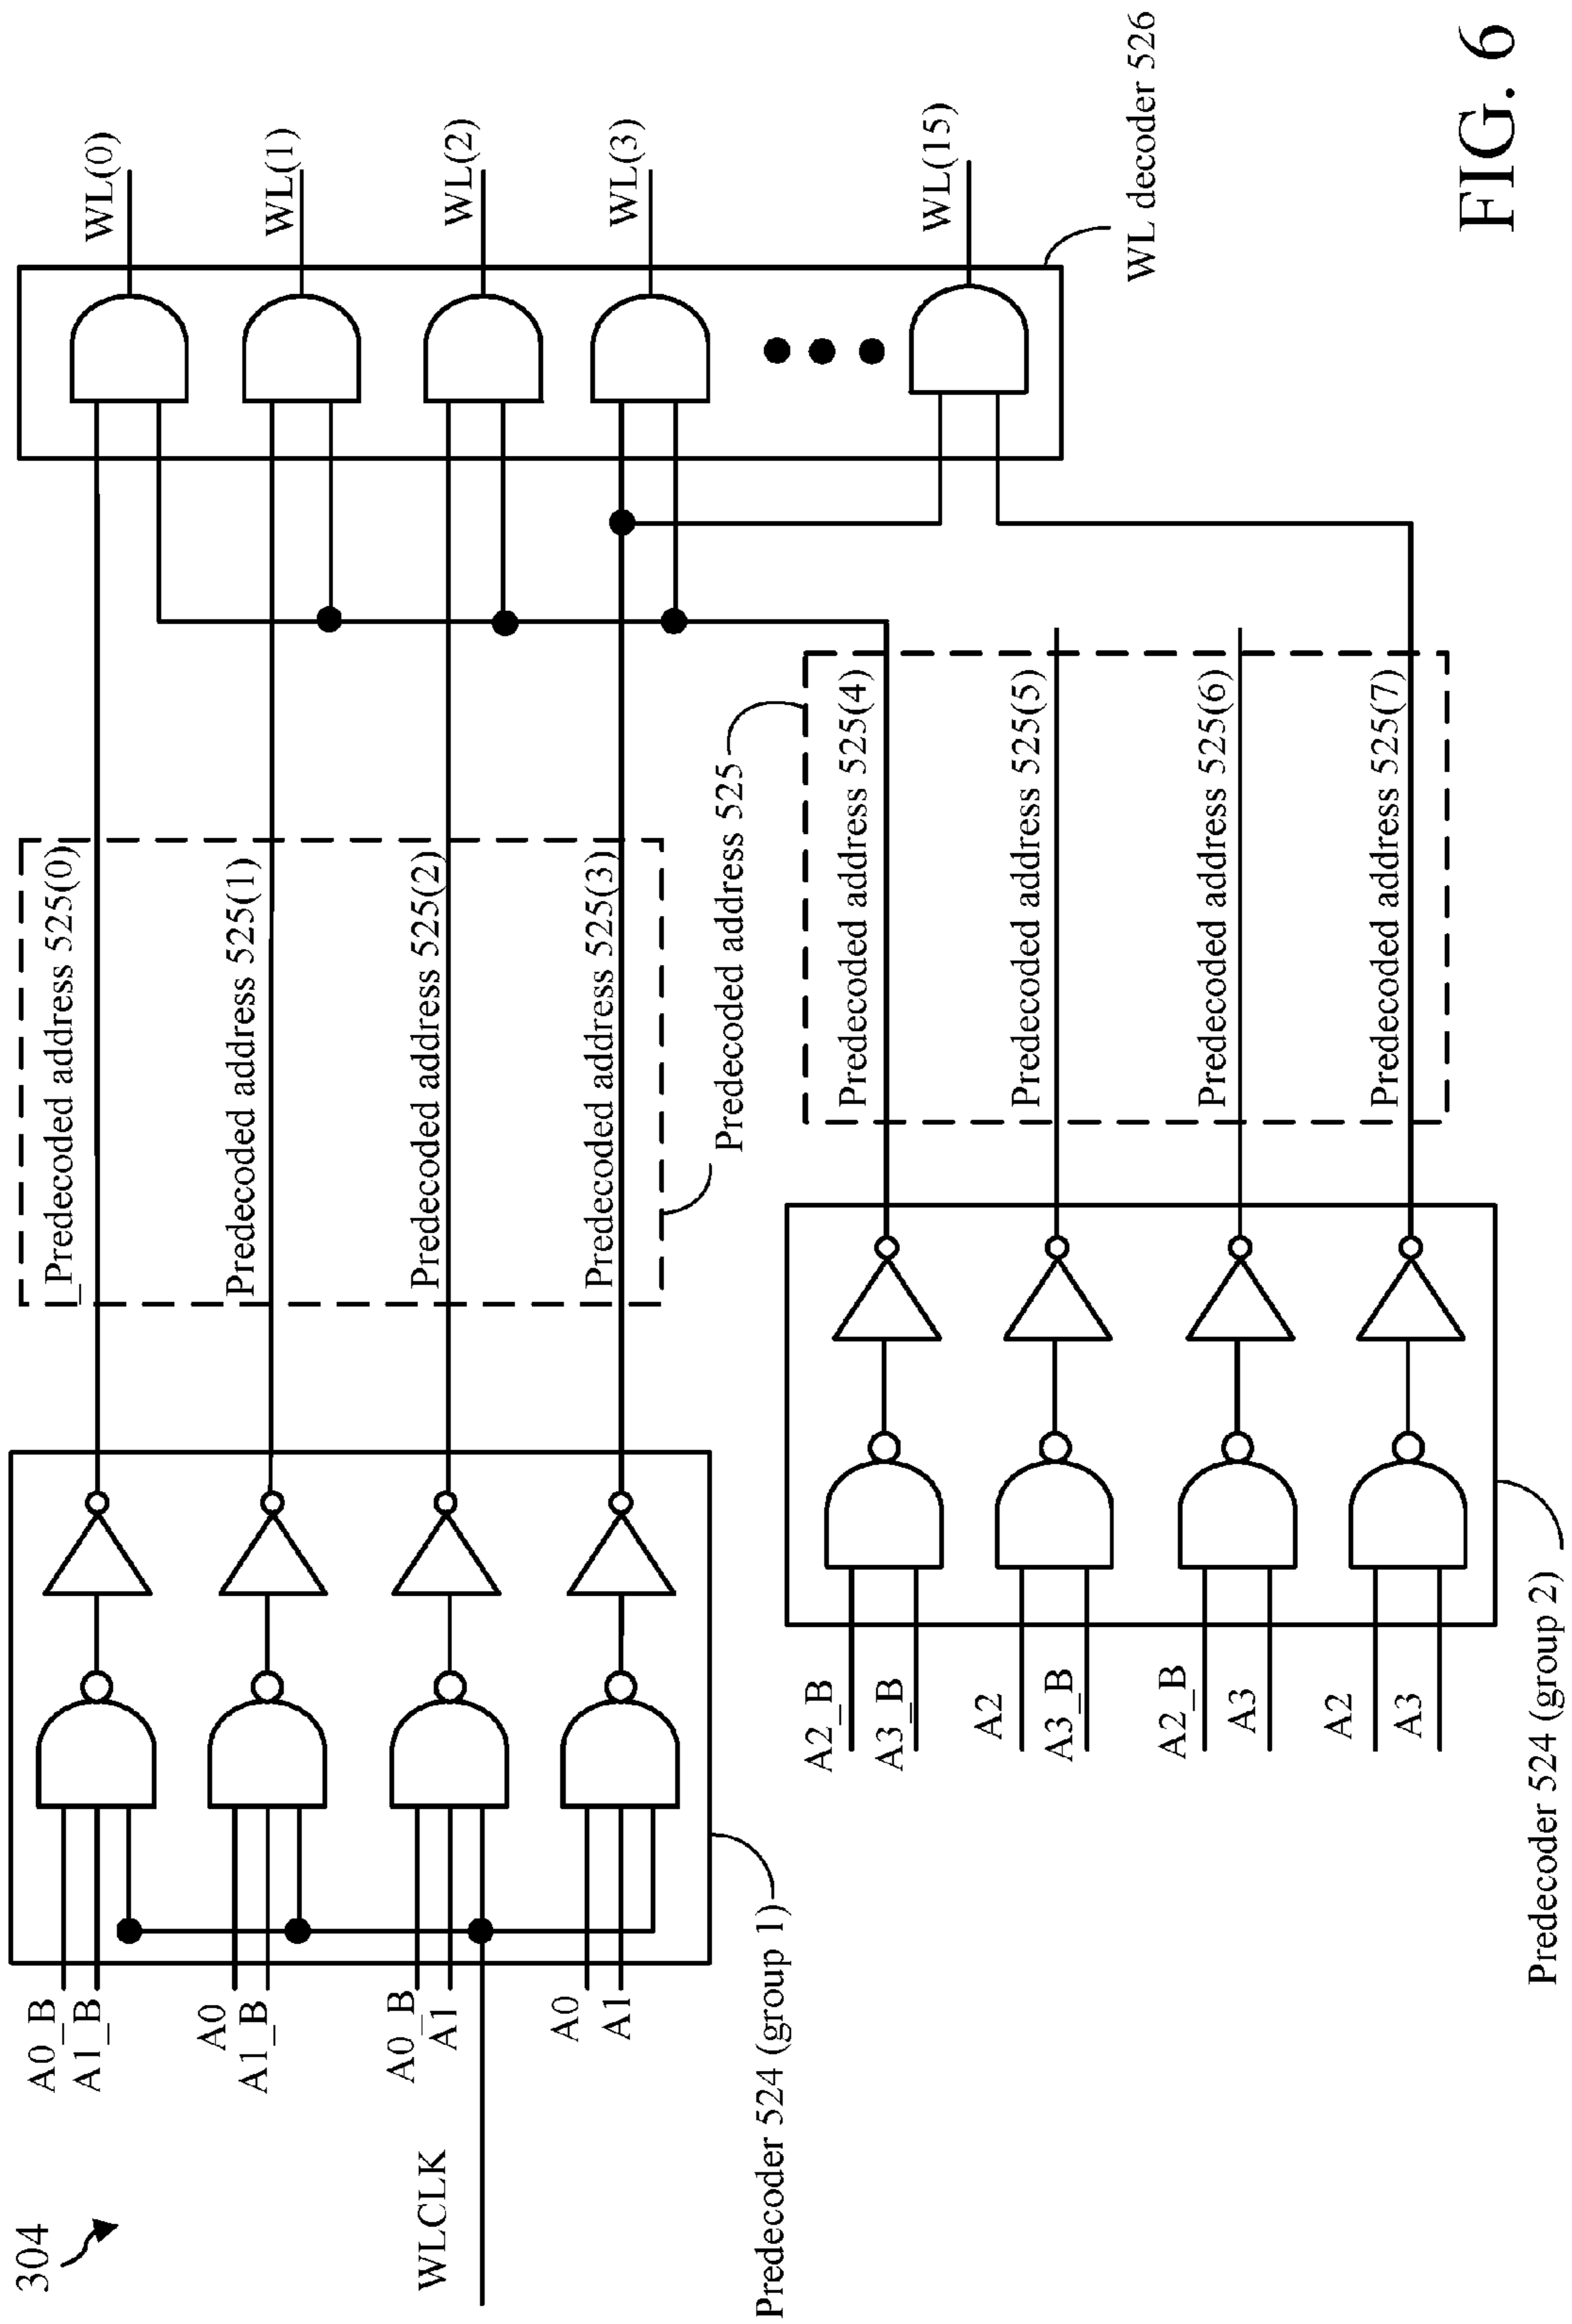 304
WLCLK
A0_B
A1_B
A0
A1_B
A0_B
A1
A0
A1
Predecoder 524 (group 1)
Predecoded address 525(0)
Predecoded address 525(1)
Predecoded address 525(2)
Predecoded address 525(3)
Predecoded address 525
A2_B
A3_B
A2
A3_B
A2_B
A3
A2
A3
Predecoder 524 (group 2)
Predecoded address 525(4)
Predecoded address 525(5)
Predecoded address 525(6)
Predecoded address 525(7)
WL(0)
WL(1)
WL(2)
WL(3)
WL(15)
WL decoder 526
FIG. 6